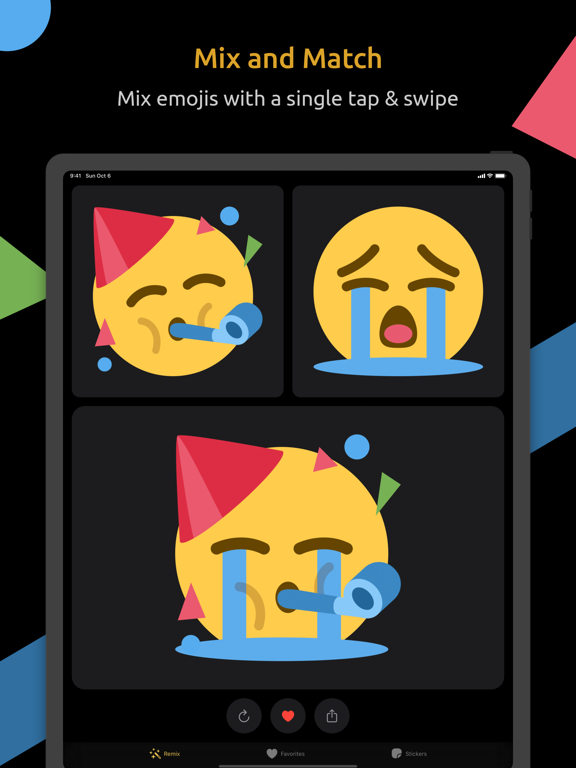 Mix and Match
Mix emojis with a single tap & swipe
9:41 Sun Oct 6
Remix
Favorites
Stickers